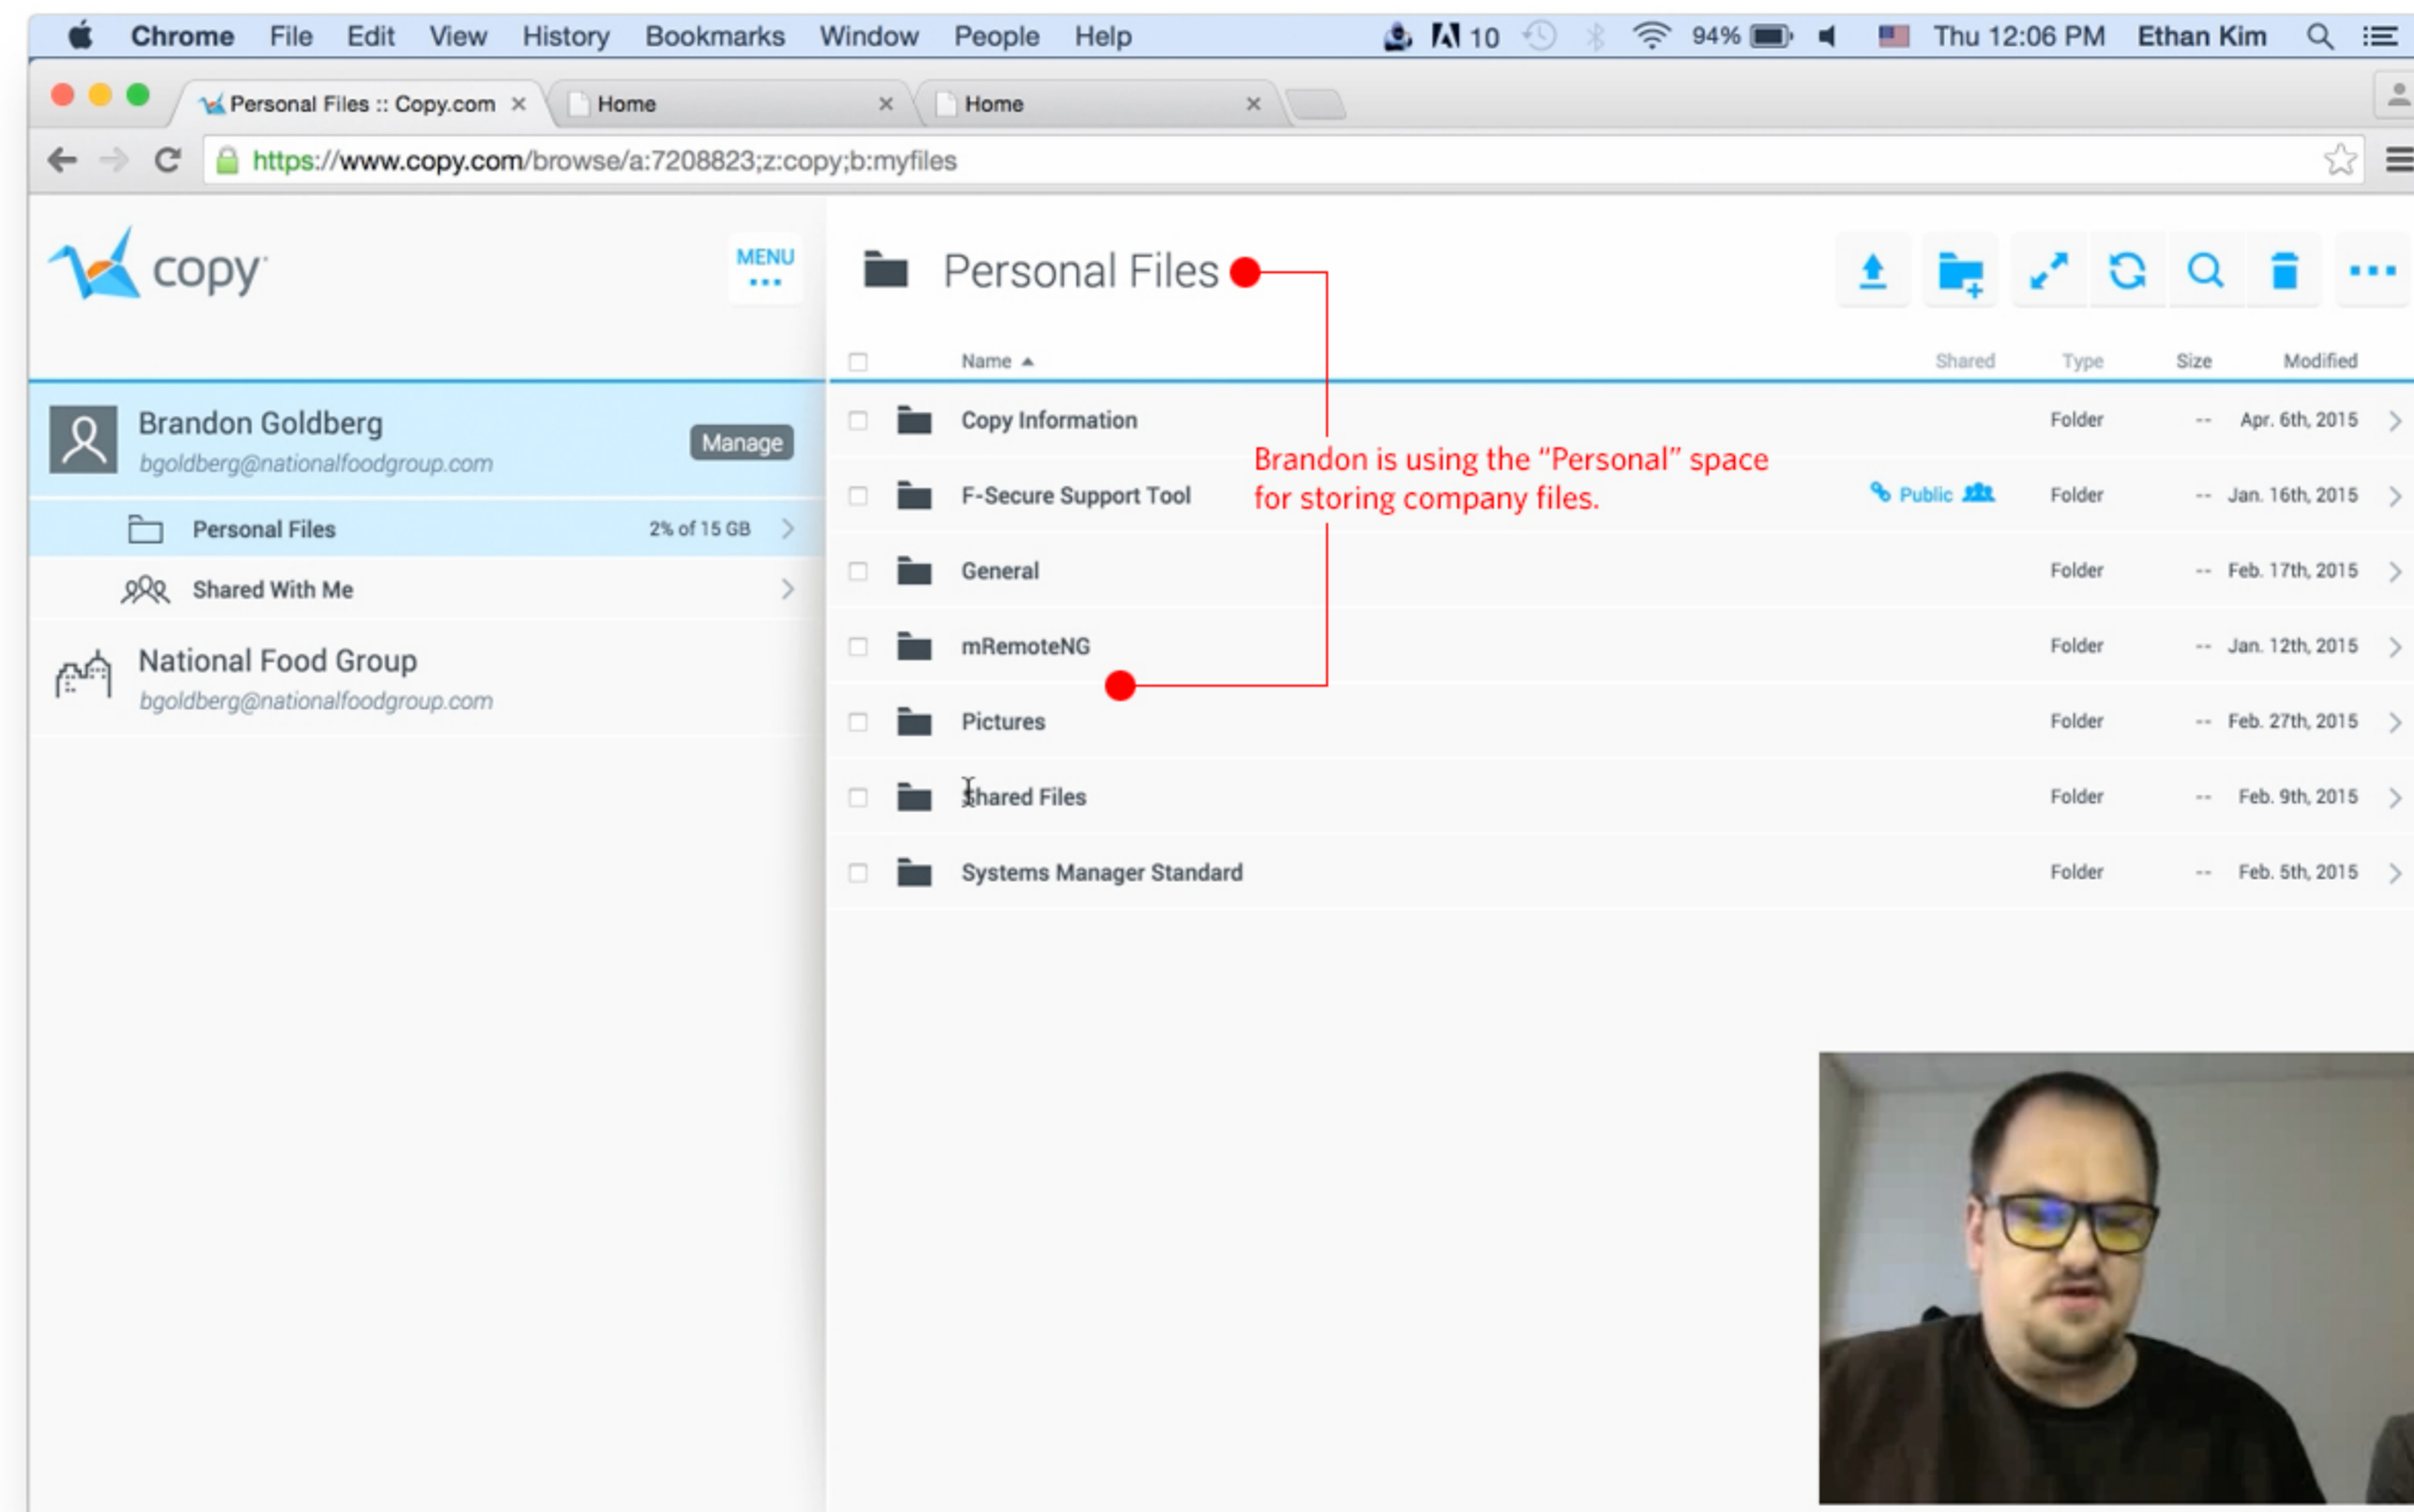 Chrome File Edit View History Bookmarks Window People Help 10 94% Thu 12:06 PM Ethan Kim
Personal Files :: Copy.com Home Home
https://www.copy.com/browse/a:7208823;z:copy;b:myfiles
copy
MENU
Personal Files
Name Shared Type Size Modified
Brandon Goldberg
bgoldberg@nationalfoodgroup.com
Manage
Personal Files 2% of 15 GB
Shared With Me
National Food Group
bgoldberg@nationalfoodgroup.com
Copy Information Folder -- Apr. 6th, 2015
Brandon is using the “Personal” space
for storing company files.
F-Secure Support Tool Public Folder -- Jan. 16th, 2015
General Folder -- Feb. 17th, 2015
mRemoteNG Folder -- Jan. 12th, 2015
Pictures Folder -- Feb. 27th, 2015
Shared Files Folder -- Feb. 9th, 2015
Systems Manager Standard Folder -- Feb. 5th, 2015